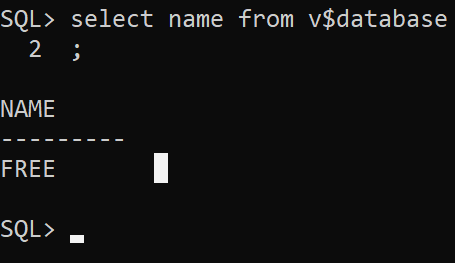 SQL> select name from v$database
  2  ;
NAME
---------
FREE
SQL>